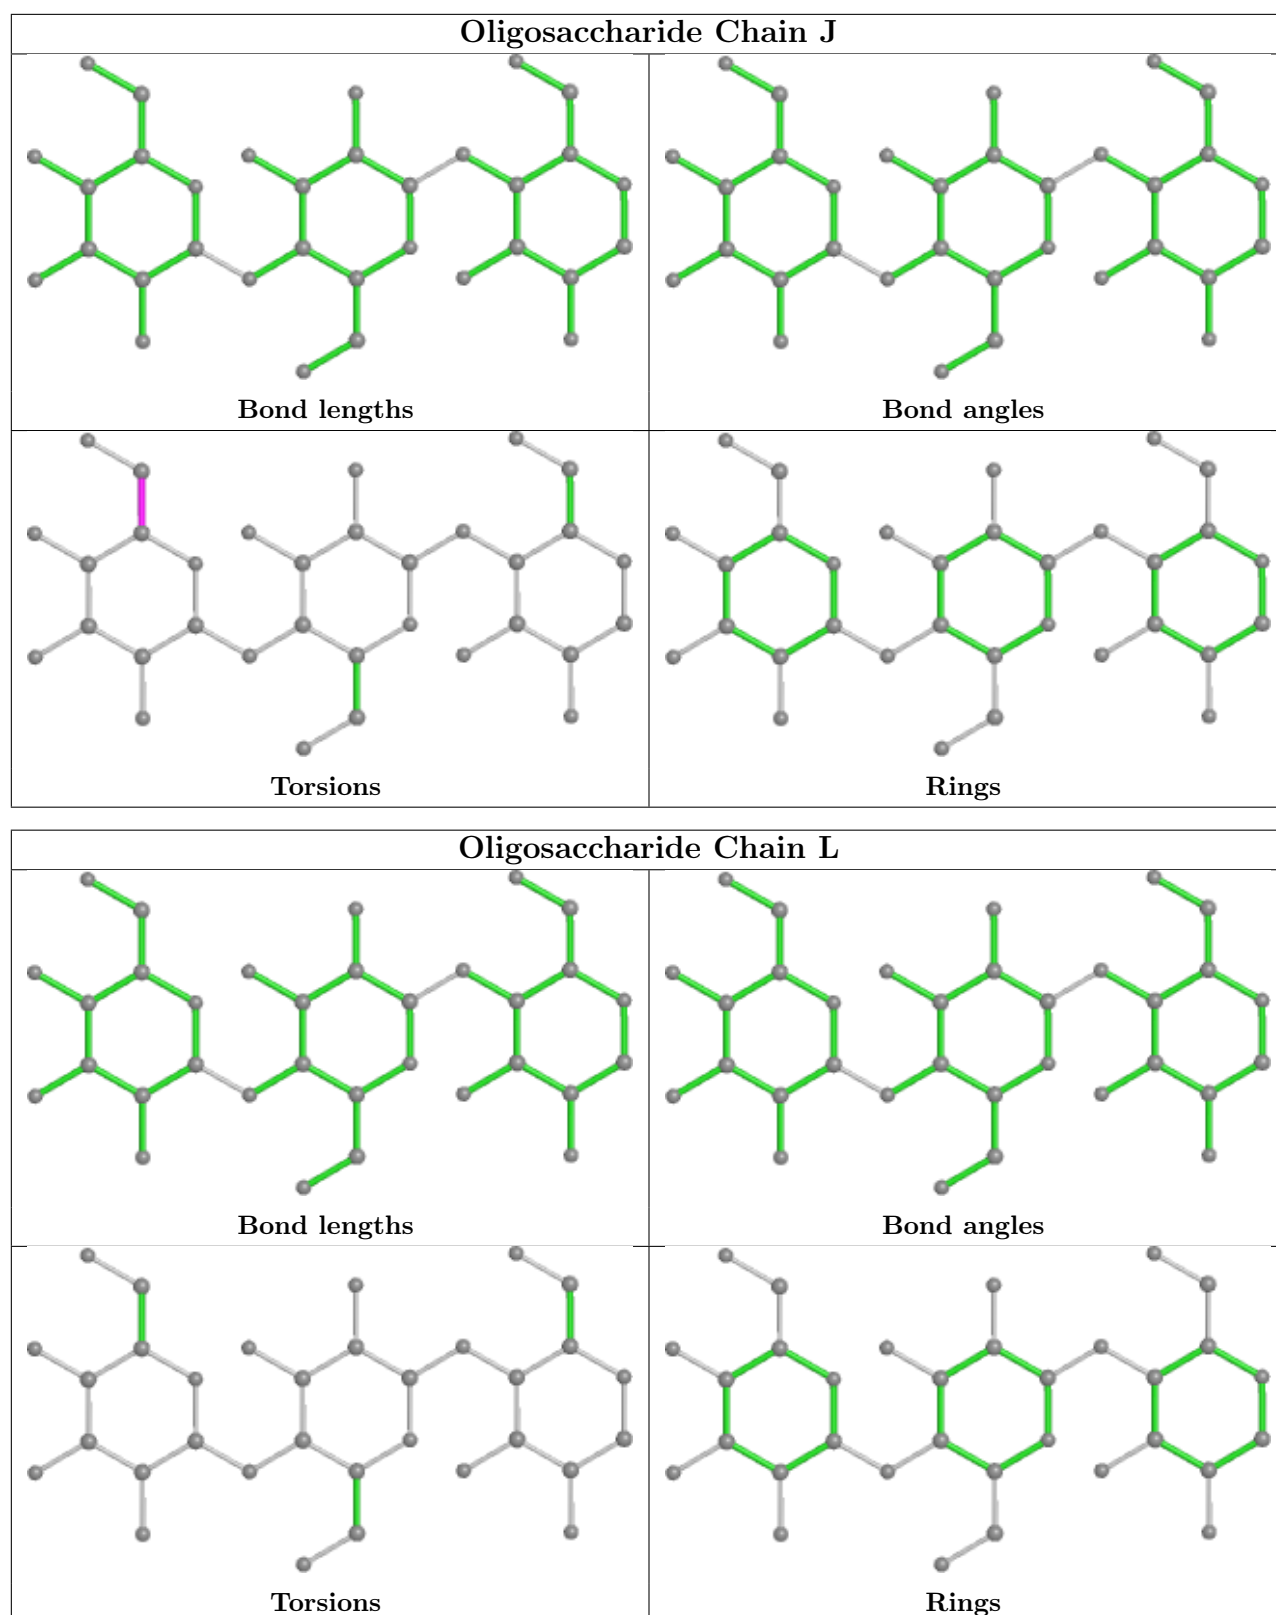 Oligosaccharide Chain J
Bond lengths
Bond angles
Torsions
Rings
Oligosaccharide Chain L
Bond lengths
Bond angles
Torsions
Rings